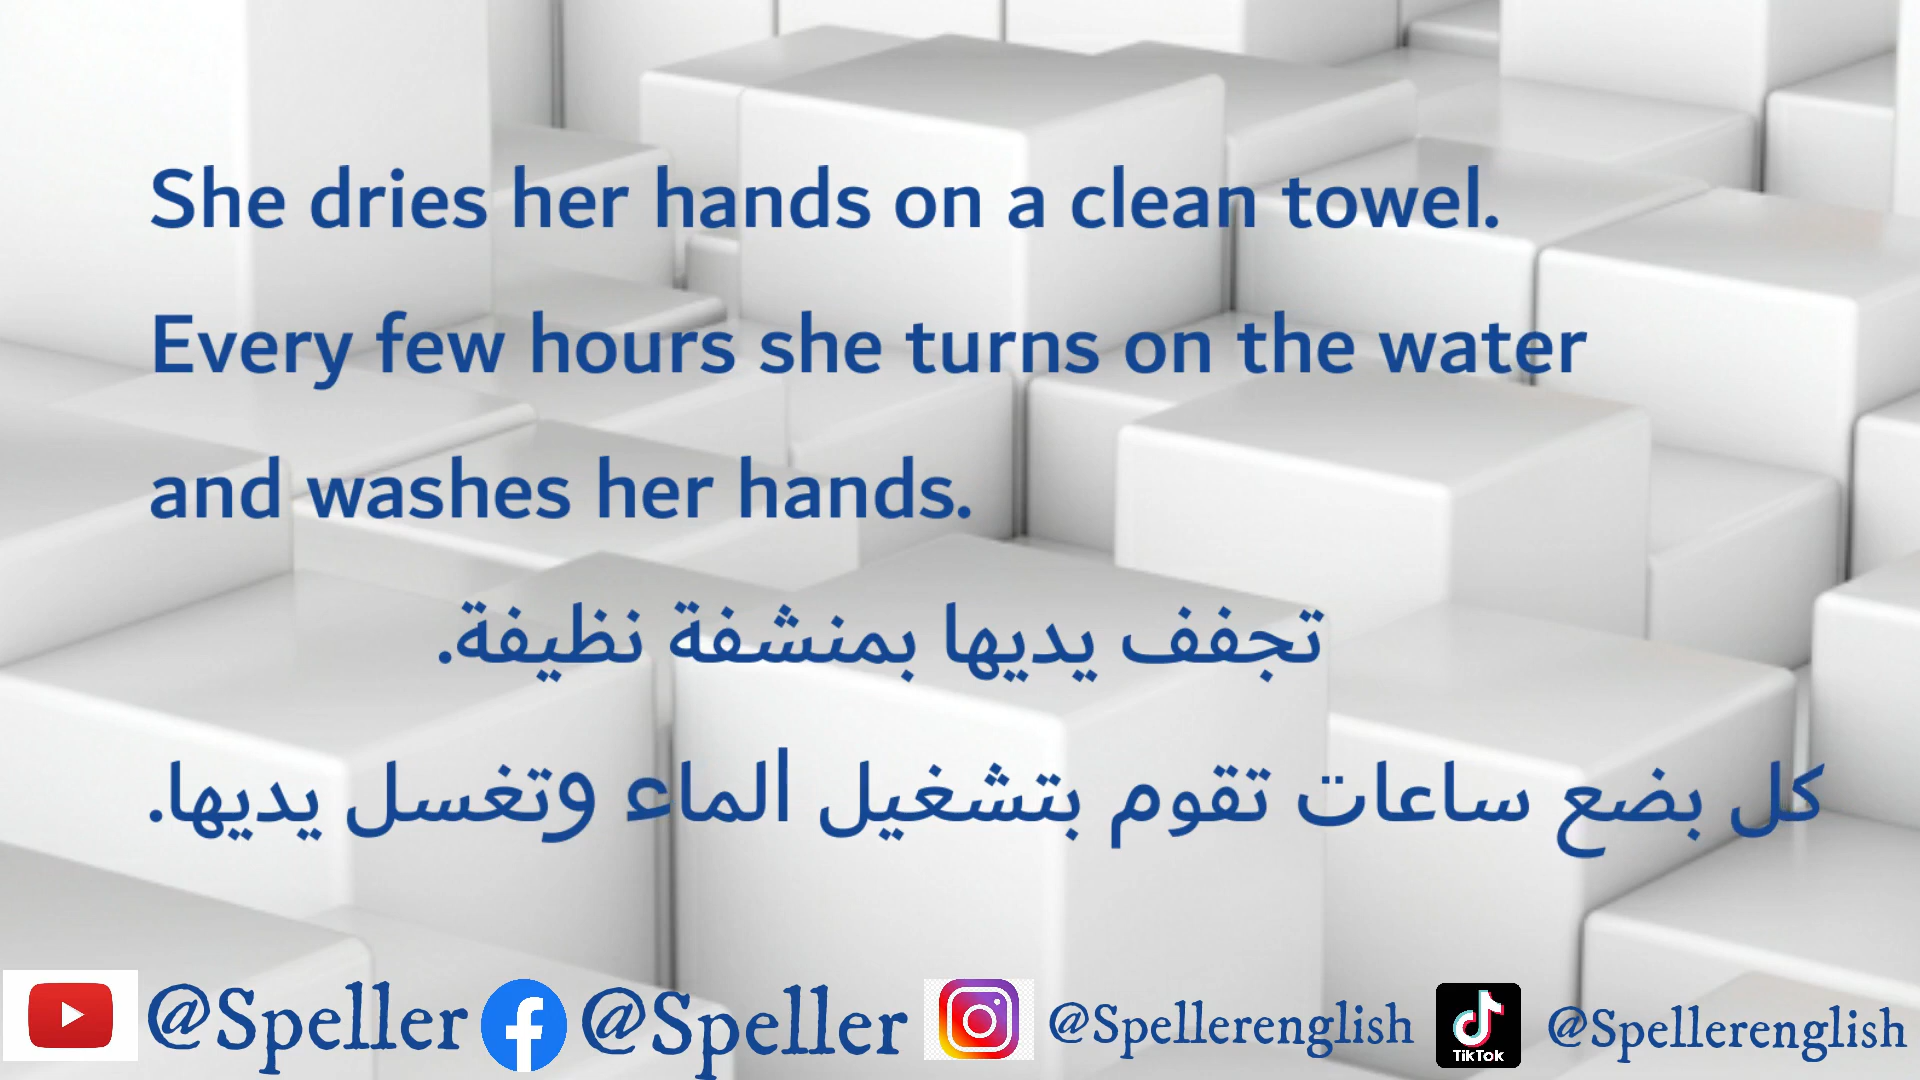 She dries her hands on a clean towel.
Every few hours she turns on the water
and washes her hands.
تجفف يديها بمنشفة نظيفة.
كل بضع ساعات تقوم بتشغيل الماء وتغسل يديها.
@Speller @Speller @Spellerenglish TikTok @Spellerenglish